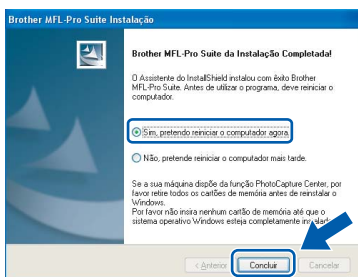 Brother MFL-Pro Suite Instalação
Brother MFL-Pro Suite da Instalação Completada!
O Assistente do InstallShield instalou com êxito Brother
MFL-Pro Suite. Antes de utilizar o programa, deve reiniciar o
computador.
Sim, pretendo reiniciar o computador agora.
Não, pretende reiniciar o computador mais tarde.
Se a sua máquina dispõe da função PhotoCapture Center, por
favor retire todos os cartões de memória antes de reinstalar o
Windows.
Por favor não insira nenhum cartão de memória até que o
sistema operativo Windows esteja completamente instalado.
< Anterior
Concluir
Cancelar